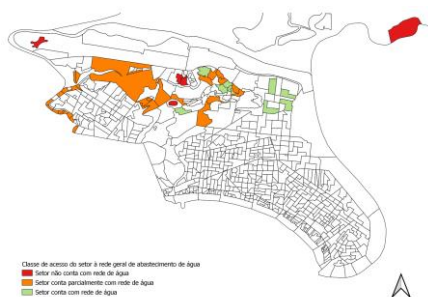 Classe de acesso do setor à rede geral de abastecimento de água
Setor não conta com rede de água
Setor conta parcialmente com rede de água
Setor conta com rede de água